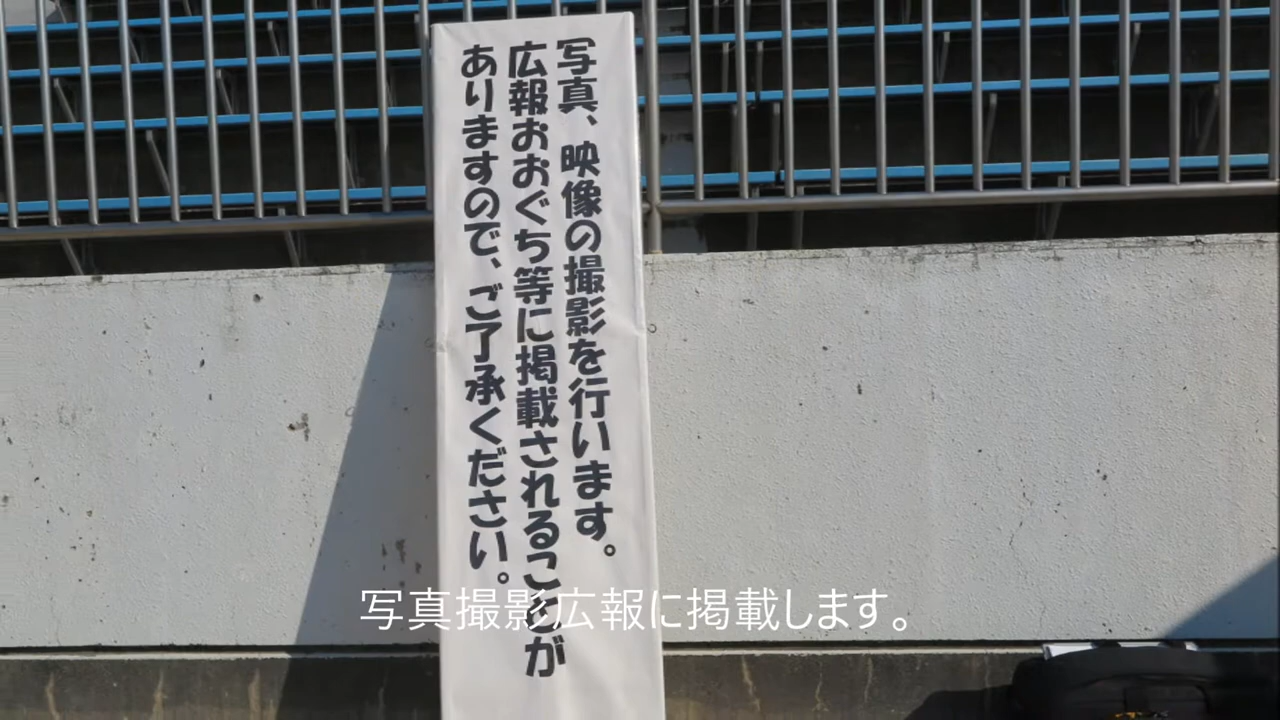 写真、映像の撮影を行います。
広報おおぐち等に掲載されることが
ありますので、ご了承ください。
写真撮影広報に掲載します。